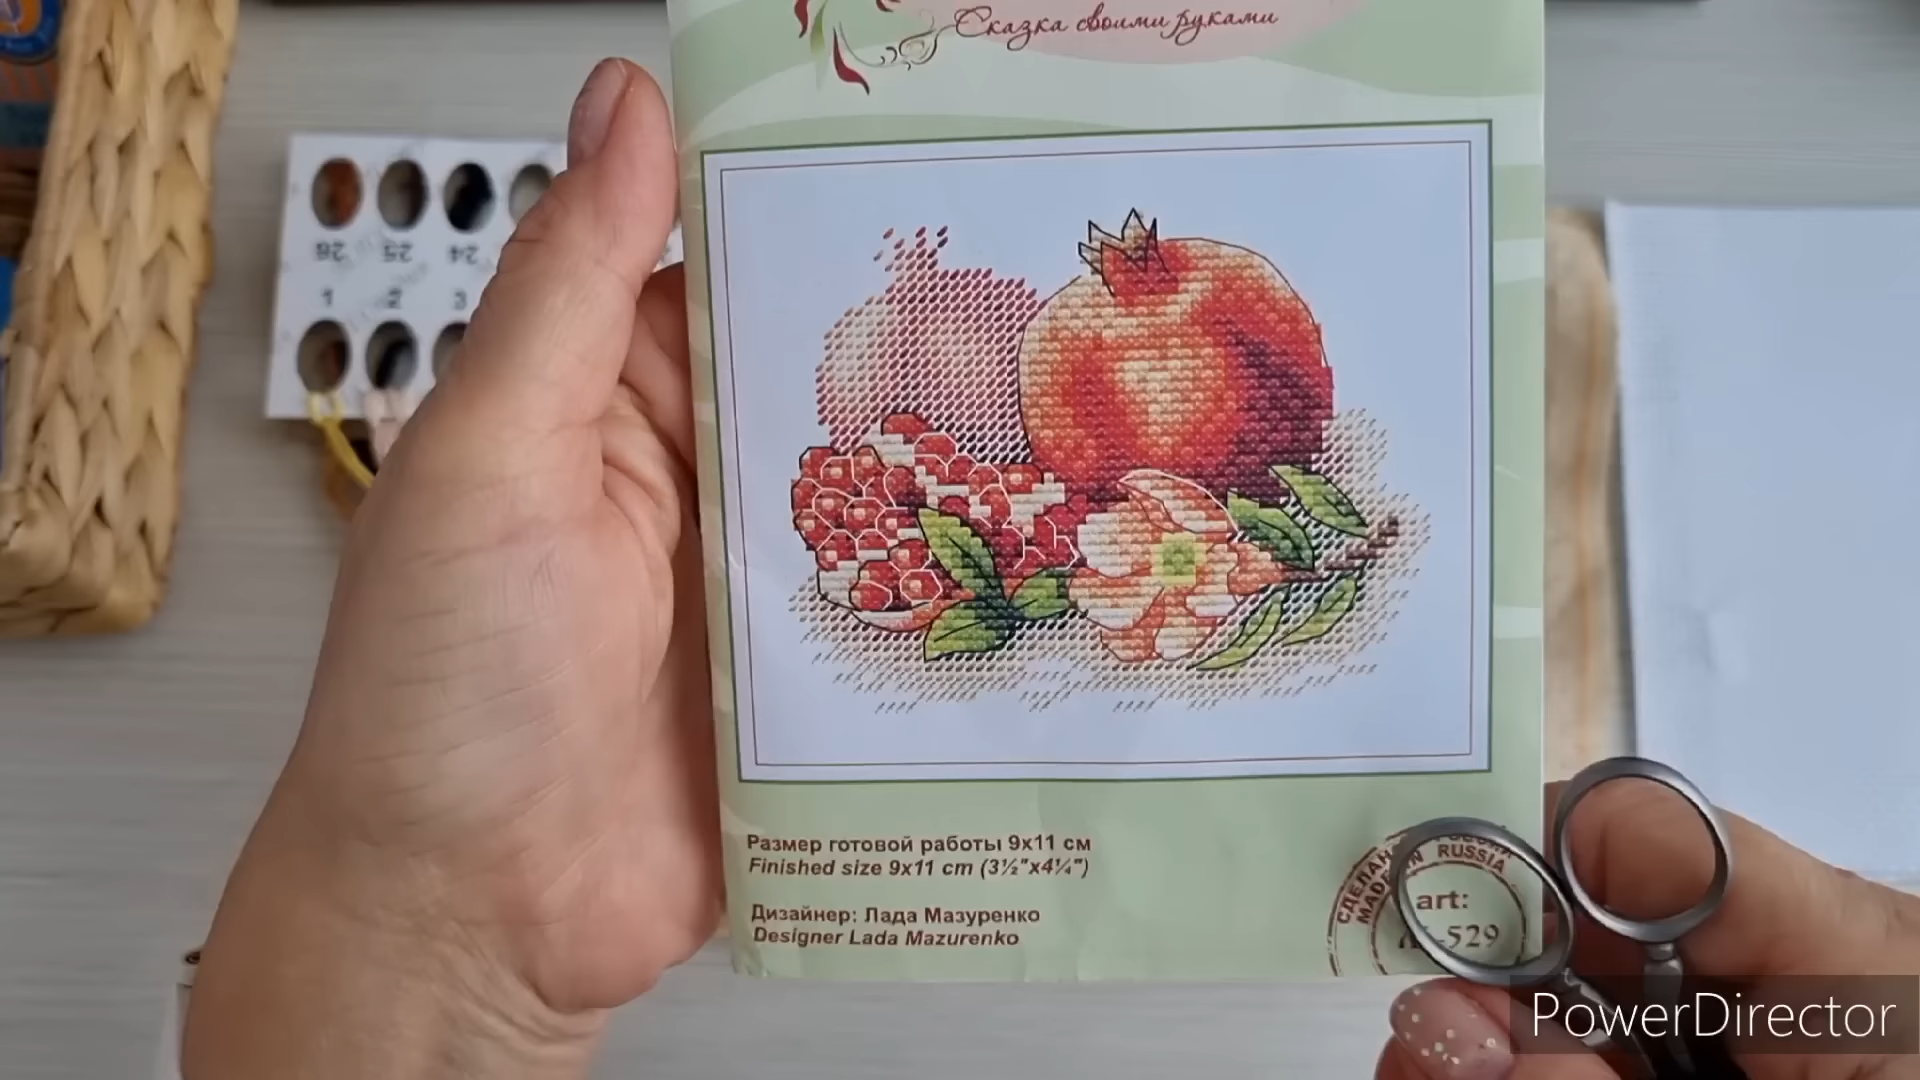 Сказка своими руками
26 25 24
1 2 3
Размер готовой работы 9х11 см
Finished size 9x11 cm (3½"x4¼")
Дизайнер: Лада Мазуренко
Designer Lada Mazurenko
RUSSIA
art:
-529
PowerDirector